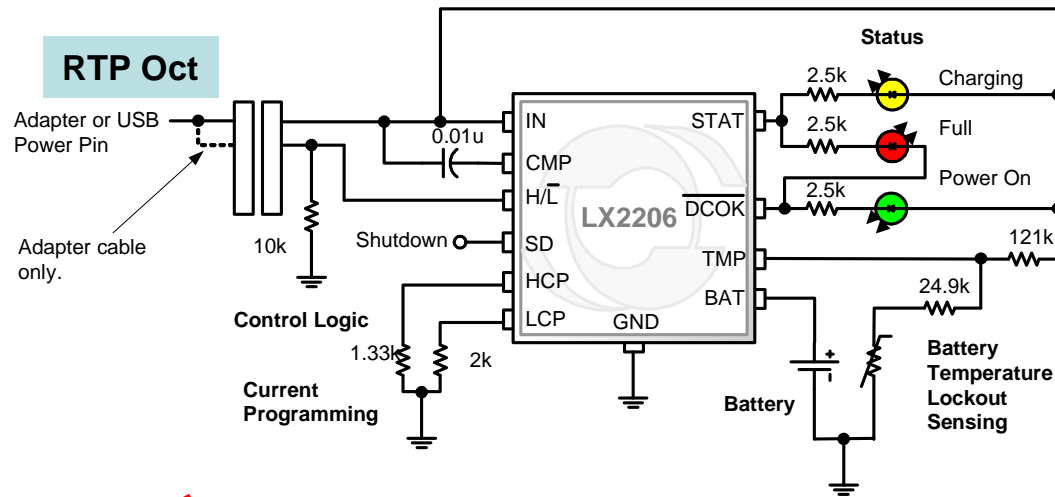 RTP Oct
Adapter or USB
Power Pin
Adapter cable
only.
10k
0.01u
Shutdown
Control Logic
1.33k
2k
Current
Programming
IN
CMP
H/L̅
SD
HCP
LCP
GND
LX2206
STAT
D̅C̅O̅K̅
TMP
BAT
Status
2.5k
Charging
2.5k
Full
2.5k
Power On
121k
24.9k
Battery
+
-
Battery
Temperature
Lockout
Sensing